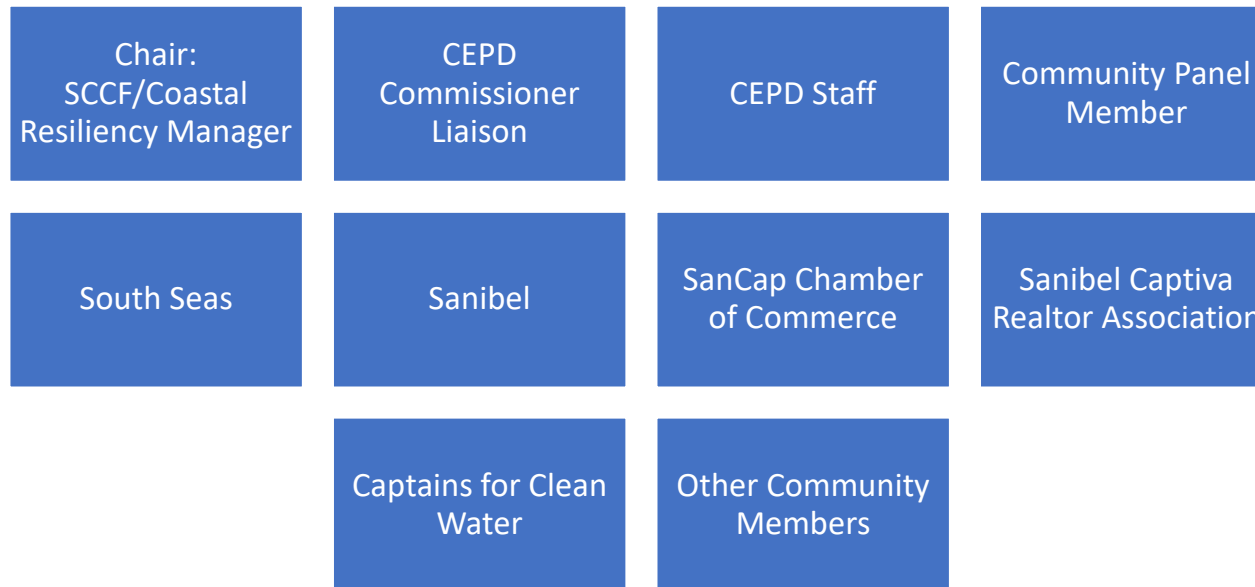 Chair:
SCCF/Coastal
Resiliency Manager
CEPD
Commissioner
Liaison
CEPD Staff
Community Panel
Member
South Seas
Sanibel
SanCap Chamber
of Commerce
Sanibel Captiva
Realtor Association
Captains for Clean
Water
Other Community
Members